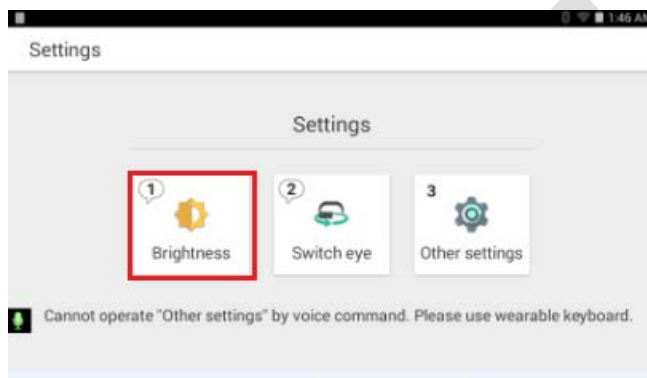 1:46 AM
Settings
Settings
1
2
3
Brightness
Switch eye
Other settings
Cannot operate "Other settings" by voice command. Please use wearable keyboard.